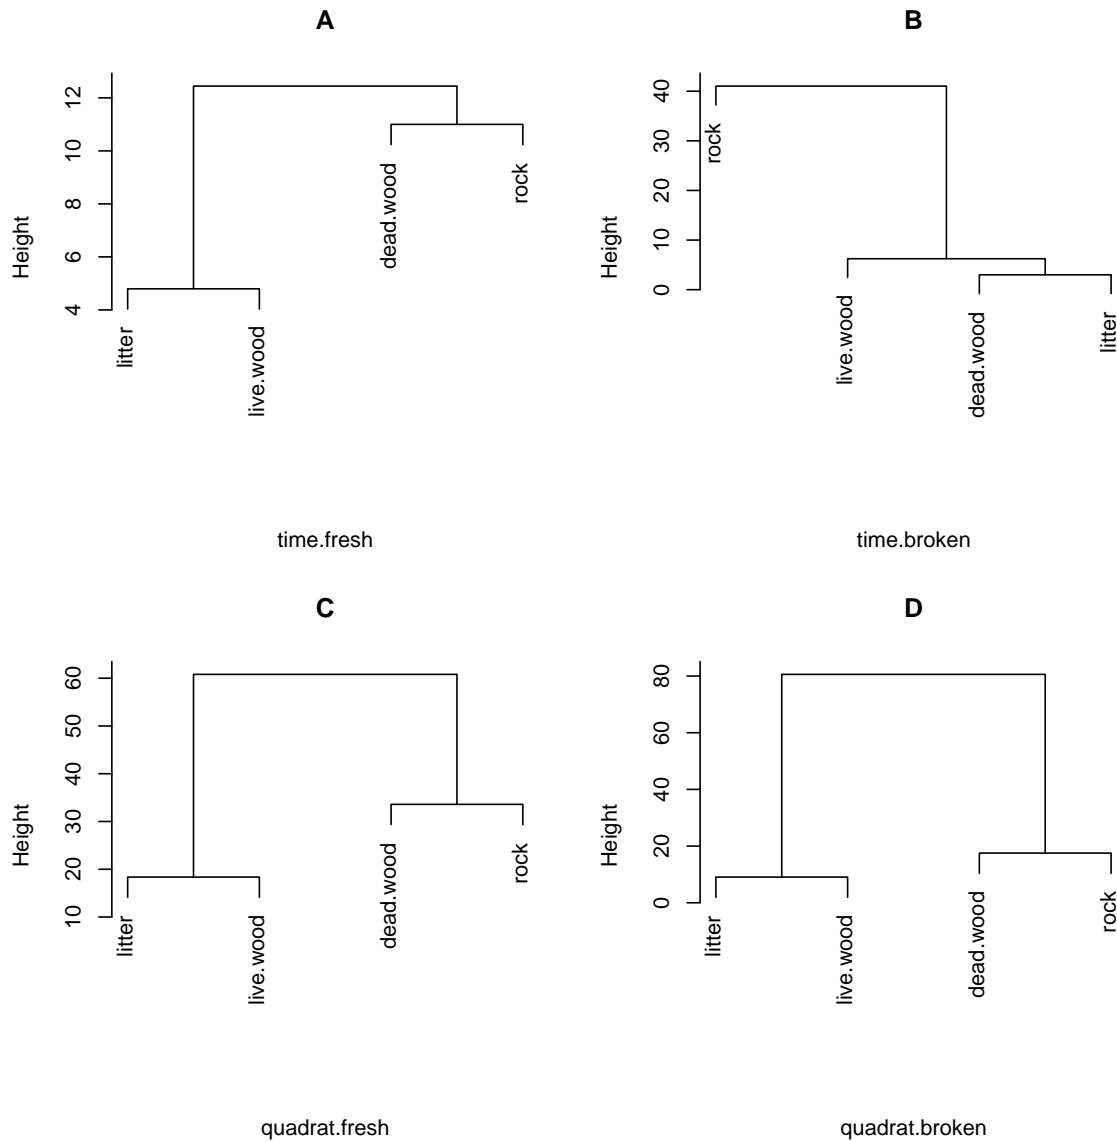 A
Height
12
10
8
6
4
litter
live.wood
dead.wood
rock
time.fresh
B
Height
40
30
20
10
0
rock
live.wood
dead.wood
litter
time.broken
C
Height
60
50
40
30
20
10
litter
live.wood
dead.wood
rock
quadrat.fresh
D
Height
80
60
40
20
0
litter
live.wood
dead.wood
rock
quadrat.broken